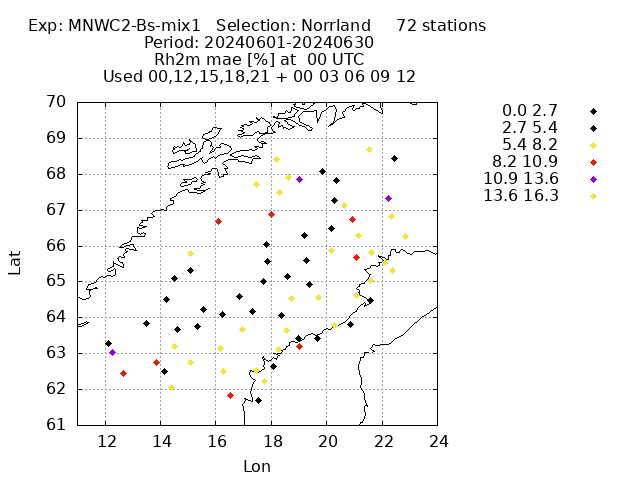 Exp: MNWC2-Bs-mix1 Selection: Norrland 72 stations
Period: 20240601-20240630
Rh2m mae [%] at 00 UTC
Used 00,12,15,18,21 + 00 03 06 09 12
0.0 2.7
2.7 5.4
5.4 8.2
8.2 10.9
10.9 13.6
13.6 16.3
70
69
68
67
66
65
64
63
62
61
Lat
12 14 16 18 20 22 24
Lon